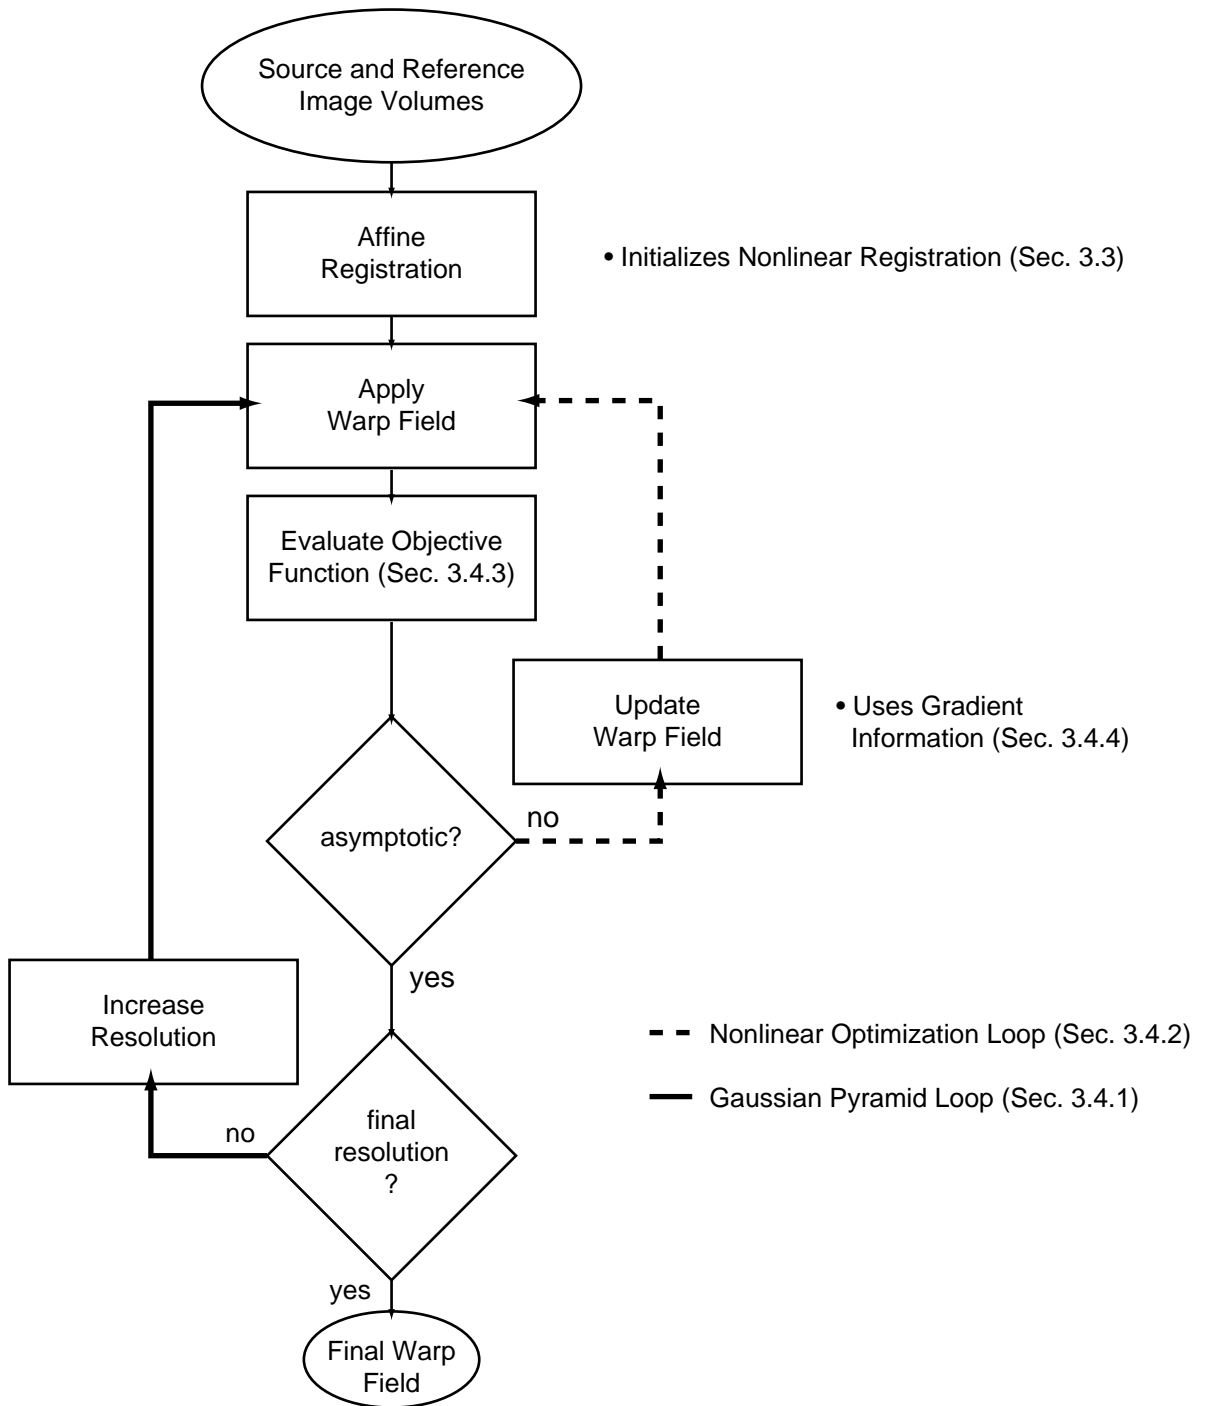 Source and Reference
Image Volumes
Affine
Registration
• Initializes Nonlinear Registration (Sec. 3.3)
Apply
Warp Field
Evaluate Objective
Function (Sec. 3.4.3)
Update
Warp Field
• Uses Gradient
Information (Sec. 3.4.4)
no
asymptotic?
yes
Increase
Resolution
Nonlinear Optimization Loop (Sec. 3.4.2)
Gaussian Pyramid Loop (Sec. 3.4.1)
no
final
resolution
?
yes
Final Warp
Field